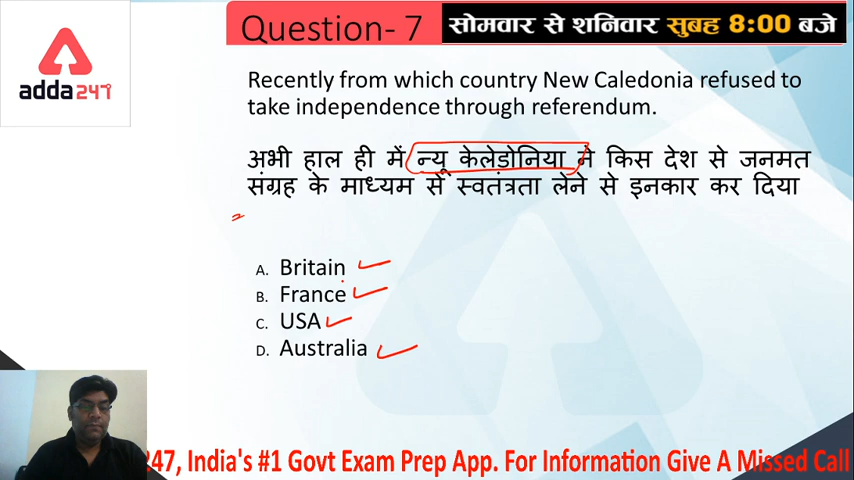 Question- 7
सोमवार से शनिवार सुबह 8:00 बजे
adda247
Recently from which country New Caledonia refused to
take independence through referendum.
अभी हाल ही में न्यू केलेडोनिया ने किस देश से जनमत
संग्रह के माध्यम से स्वतंत्रता लेने से इनकार कर दिया
A. Britain
B. France
C. USA
D. Australia
247, India's #1 Govt Exam Prep App. For Information Give A Missed Call